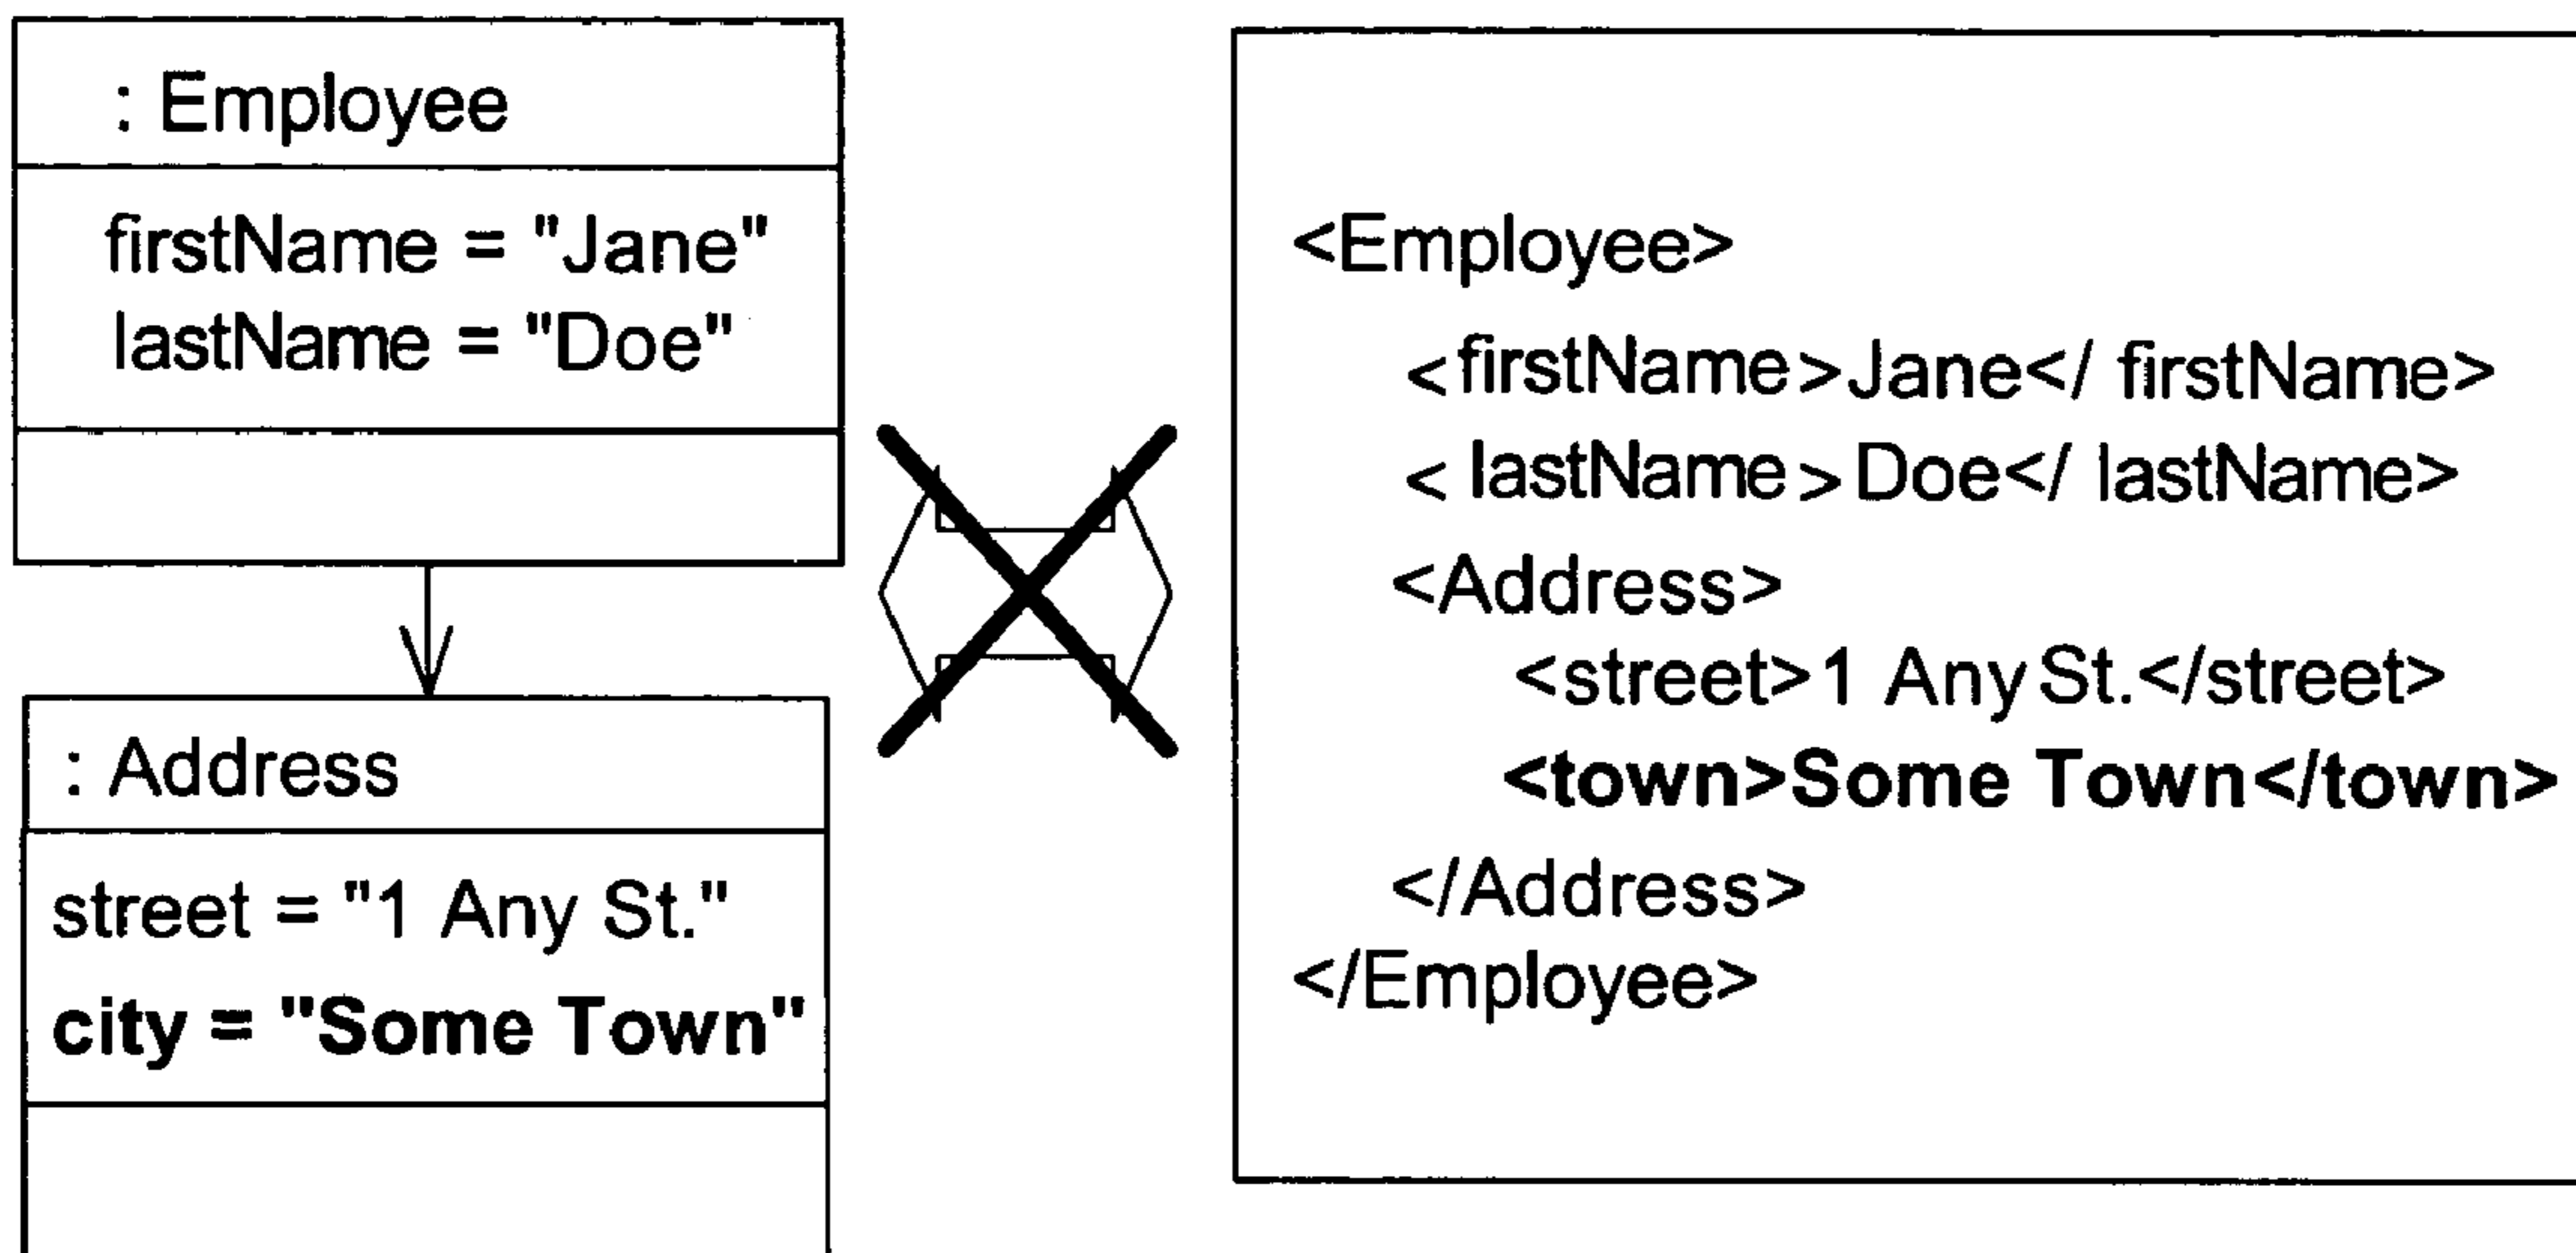 : Employee
firstName = "Jane"
lastName = "Doe"
: Address
street = "1 Any St."
city = "Some Town"
<Employee>
<firstName>Jane</ firstName>
< lastName>Doe</ lastName>
<Address>
<street>1 Any St.</street>
<town>Some Town</town>
</Address>
</Employee>